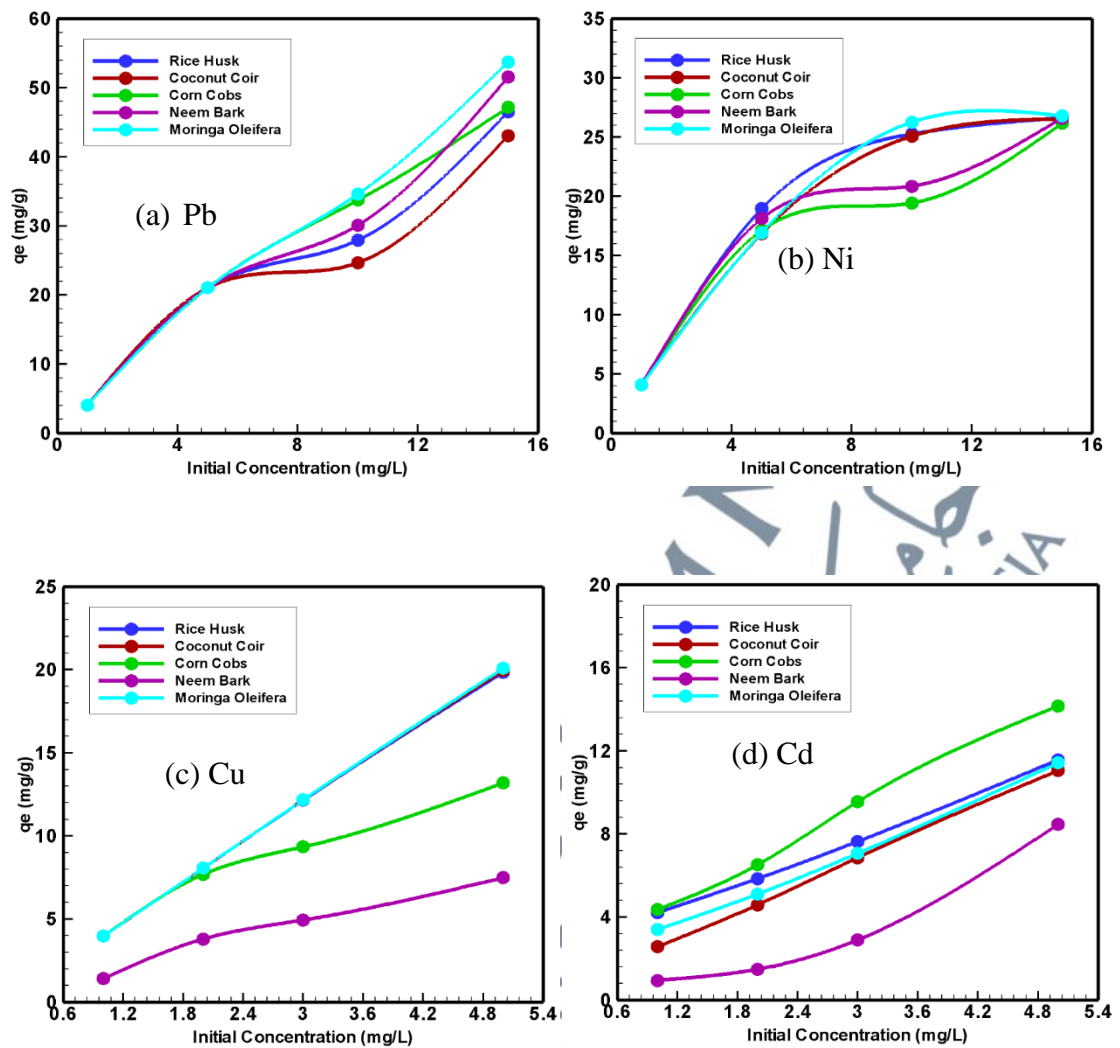 60
50
40
30
20
10
0
qe (mg/g)
Rice Husk
Coconut Coir
Corn Cobs
Neem Bark
Moringa Oleifera
(a) Pb
0 4 8 12 16
Initial Concentration (mg/L)
35
30
25
20
15
10
5
0
qe (mg/g)
Rice Husk
Coconut Coir
Corn Cobs
Neem Bark
Moringa Oleifera
(b) Ni
0 4 8 12 16
Initial Concentration (mg/L)
25
20
15
10
5
0
qe (mg/g)
Rice Husk
Coconut Coir
Corn Cobs
Neem Bark
Moringa Oleifera
(c) Cu
0.6 1.2 1.8 2.4 3 3.6 4.2 4.8 5.4
Initial Concentration (mg/L)
20
16
12
8
4
0
qe (mg/g)
Rice Husk
Coconut Coir
Corn Cobs
Neem Bark
Moringa Oleifera
(d) Cd
0.6 1.2 1.8 2.4 3 3.6 4.2 4.8 5.4
Initial Concentration (mg/L)